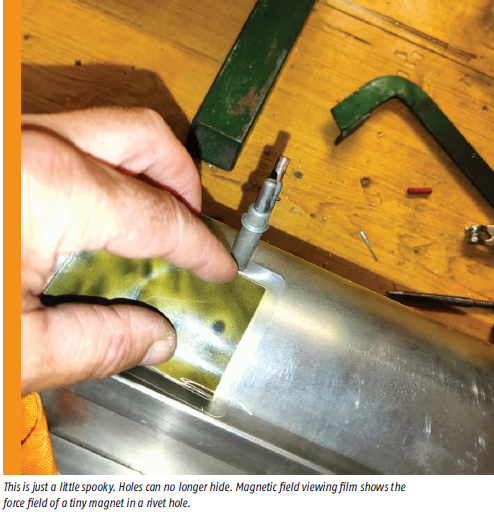 This is just a little spooky. Holes can no longer hide. Magnetic field viewing film shows the
force field of a tiny magnet in a rivet hole.